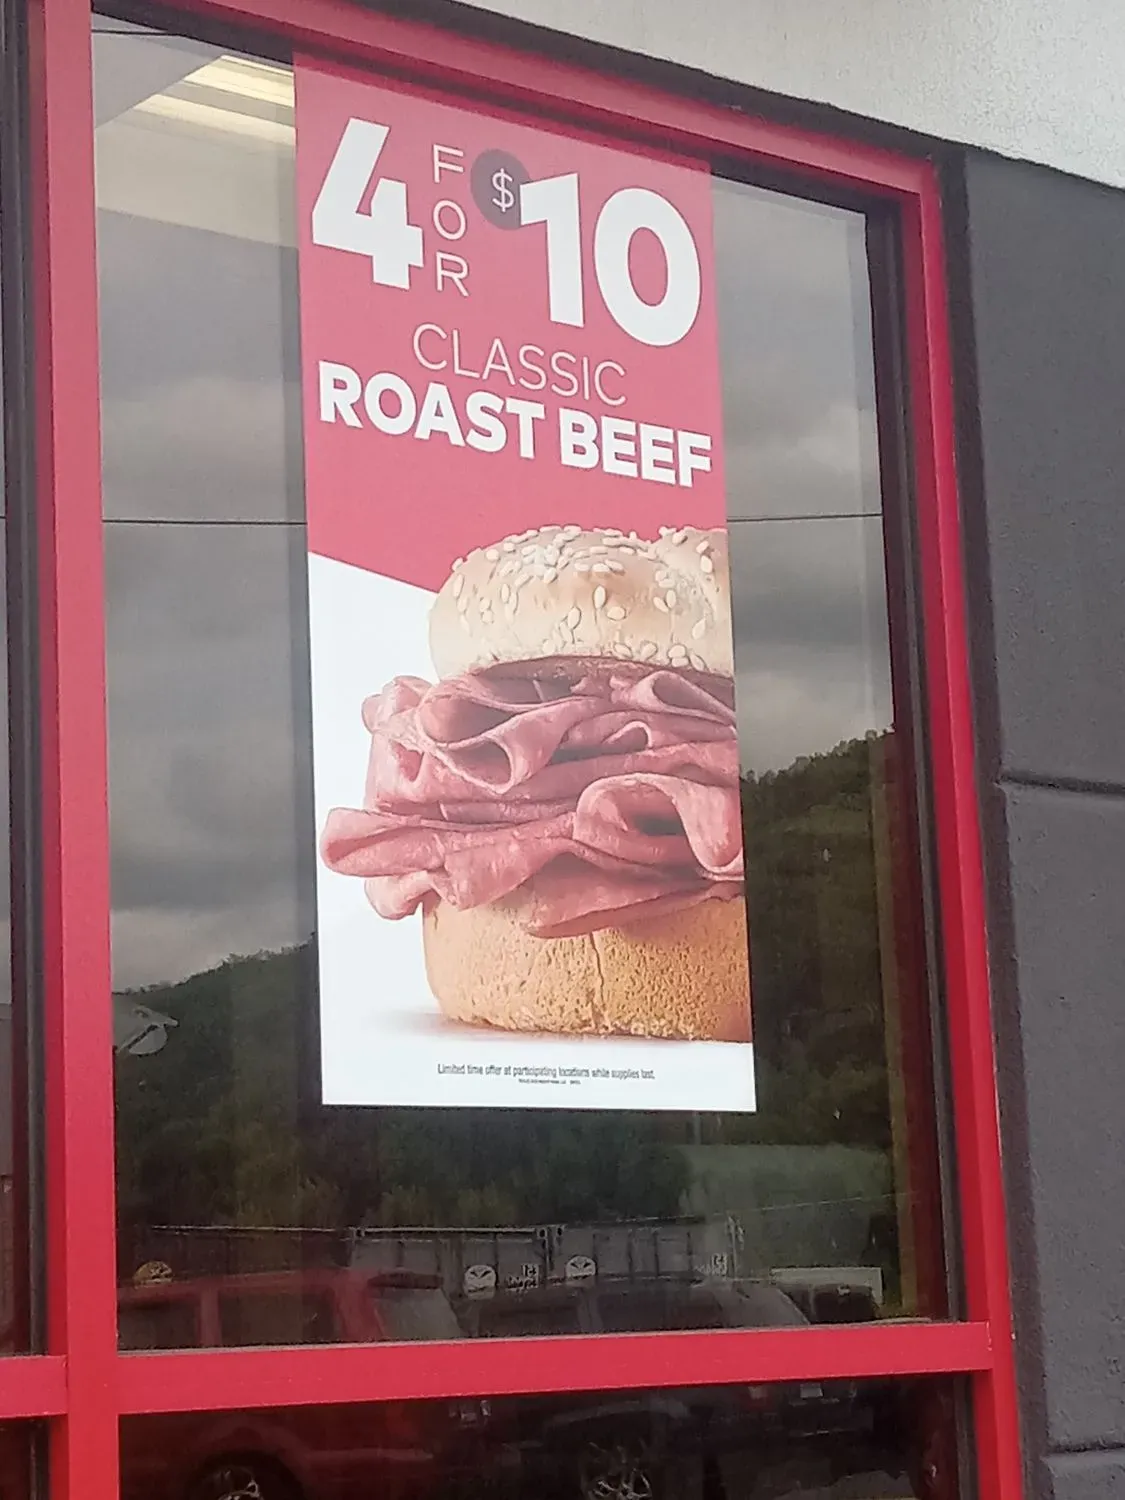 4 FOR $10
CLASSIC
ROAST BEEF
Limited time offer at participating locations while supplies last.